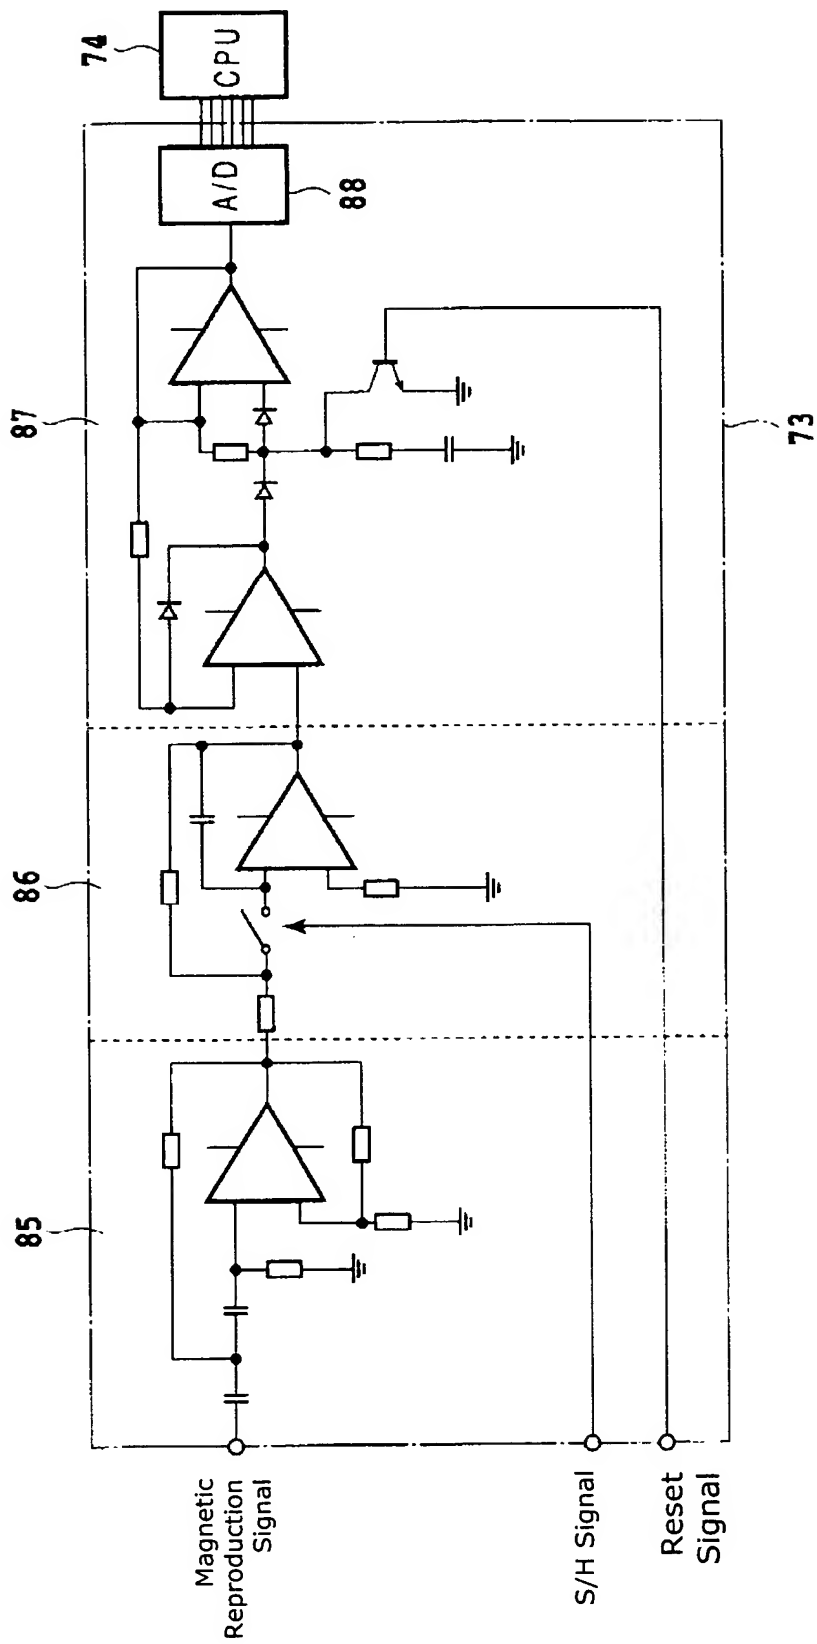 74
CPU
A/D
88
87
73
86
85
Magnetic
Reproduction
Signal
S/H Signal
Reset
Signal